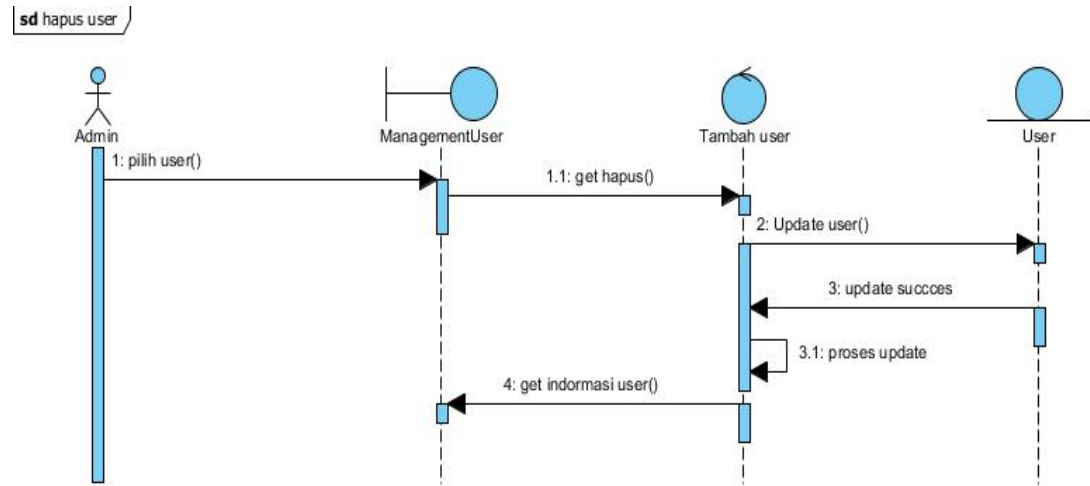 sd hapus user
Admin
ManagementUser
Tambah user
User
1: pilih user()
1.1: get hapus()
2: Update user()
3: update succces
3.1: proses update
4: get indormasi user()